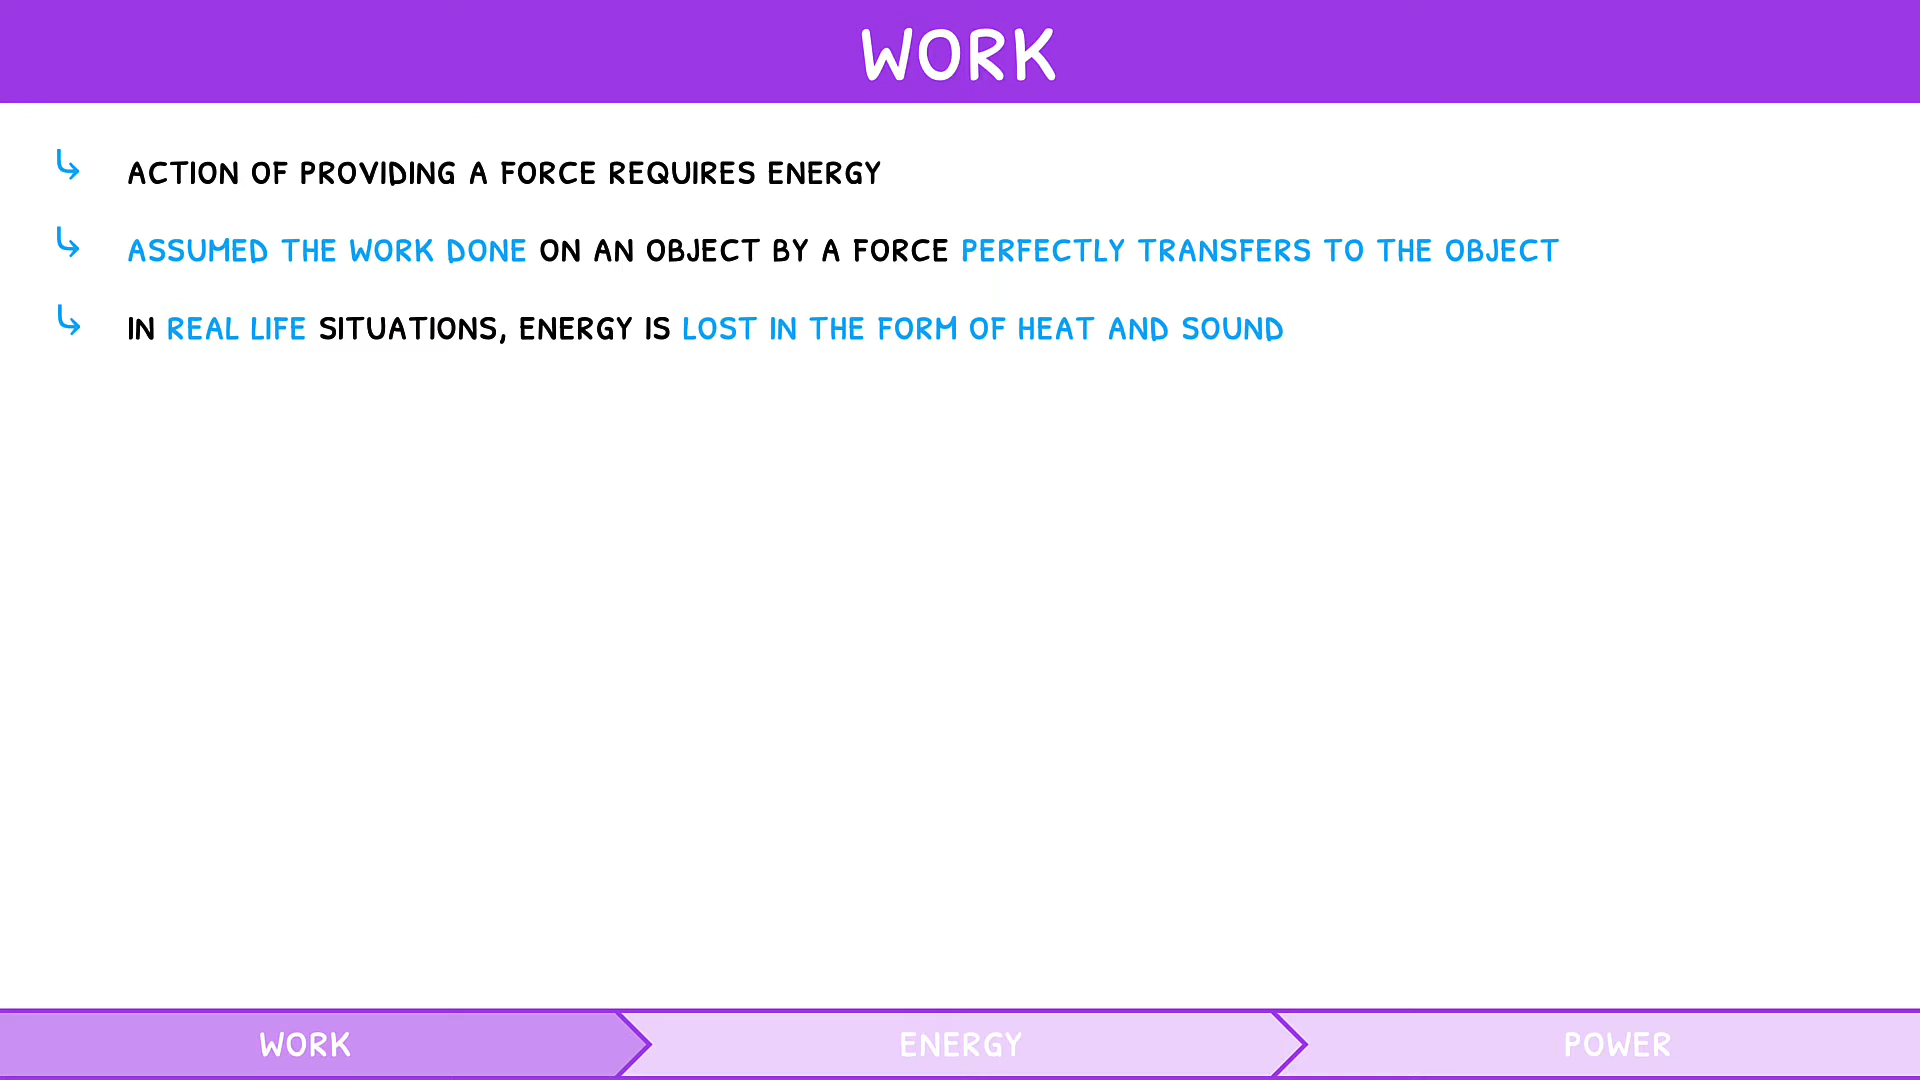 WORK
ACTION OF PROVIDING A FORCE REQUIRES ENERGY
ASSUMED THE WORK DONE ON AN OBJECT BY A FORCE PERFECTLY TRANSFERS TO THE OBJECT
IN REAL LIFE SITUATIONS, ENERGY IS LOST IN THE FORM OF HEAT AND SOUND
WORK
ENERGY
POWER